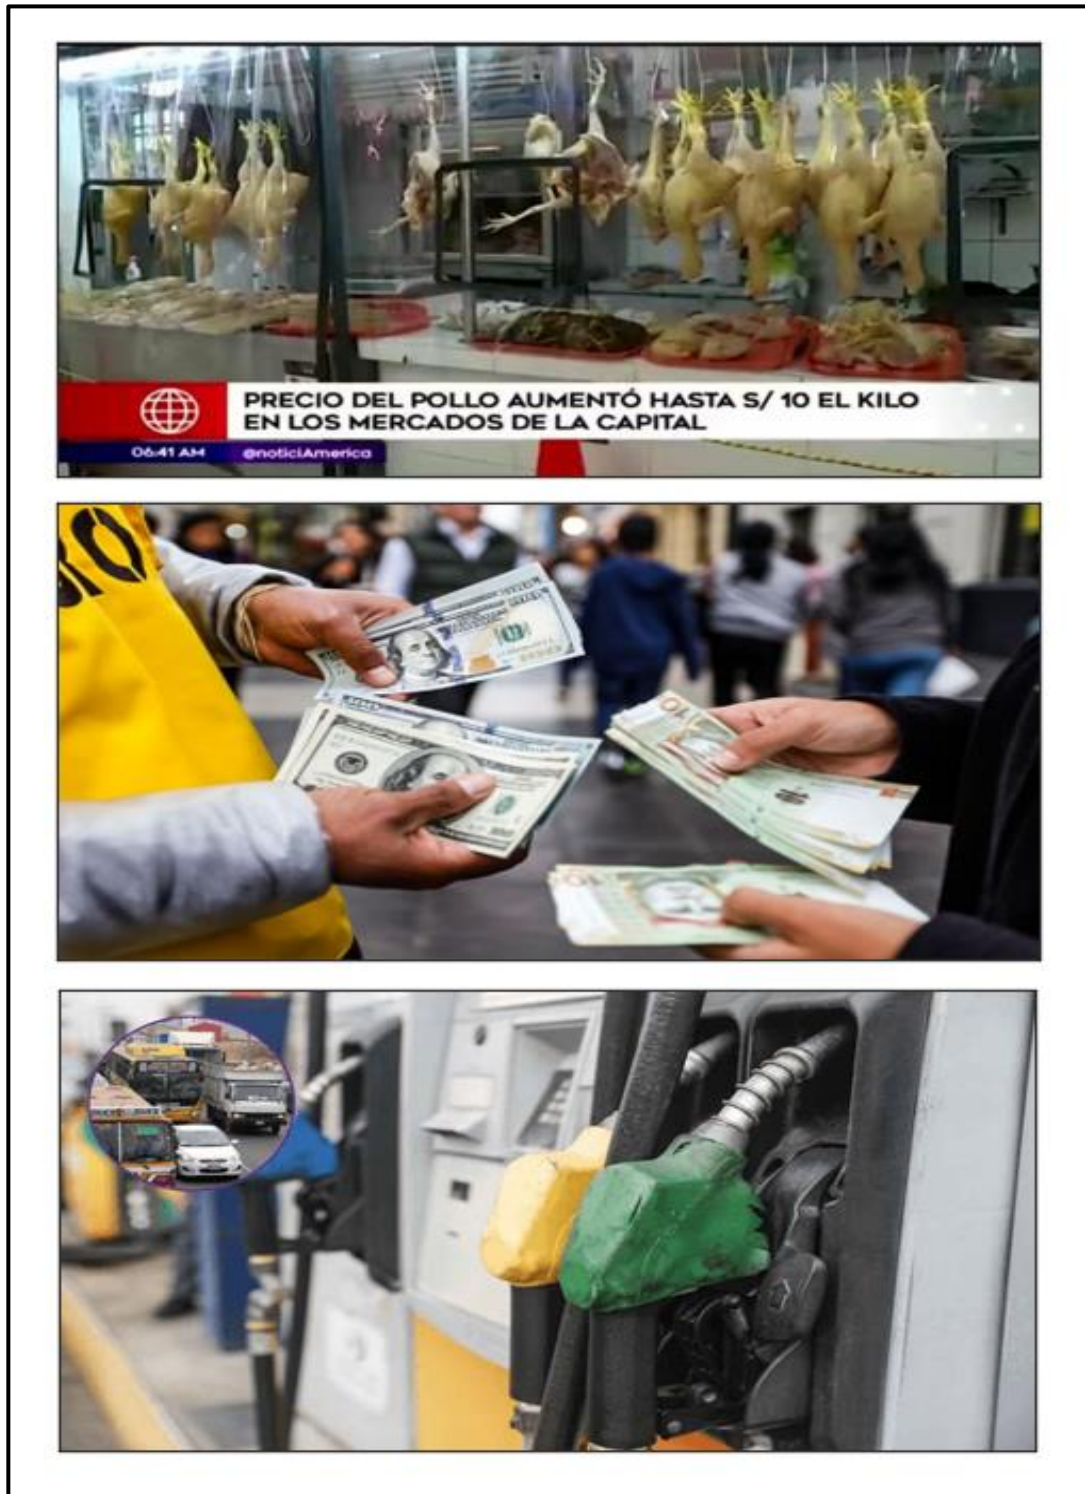 PRECIO DEL POLLO AUMENTÓ HASTA S/ 10 EL KILO
EN LOS MERCADOS DE LA CAPITAL
06:41 AM @noticiAmerica